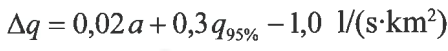 Δq = 0,02 a + 0,3 q₉₅% − 1,0 l/(s·km²)